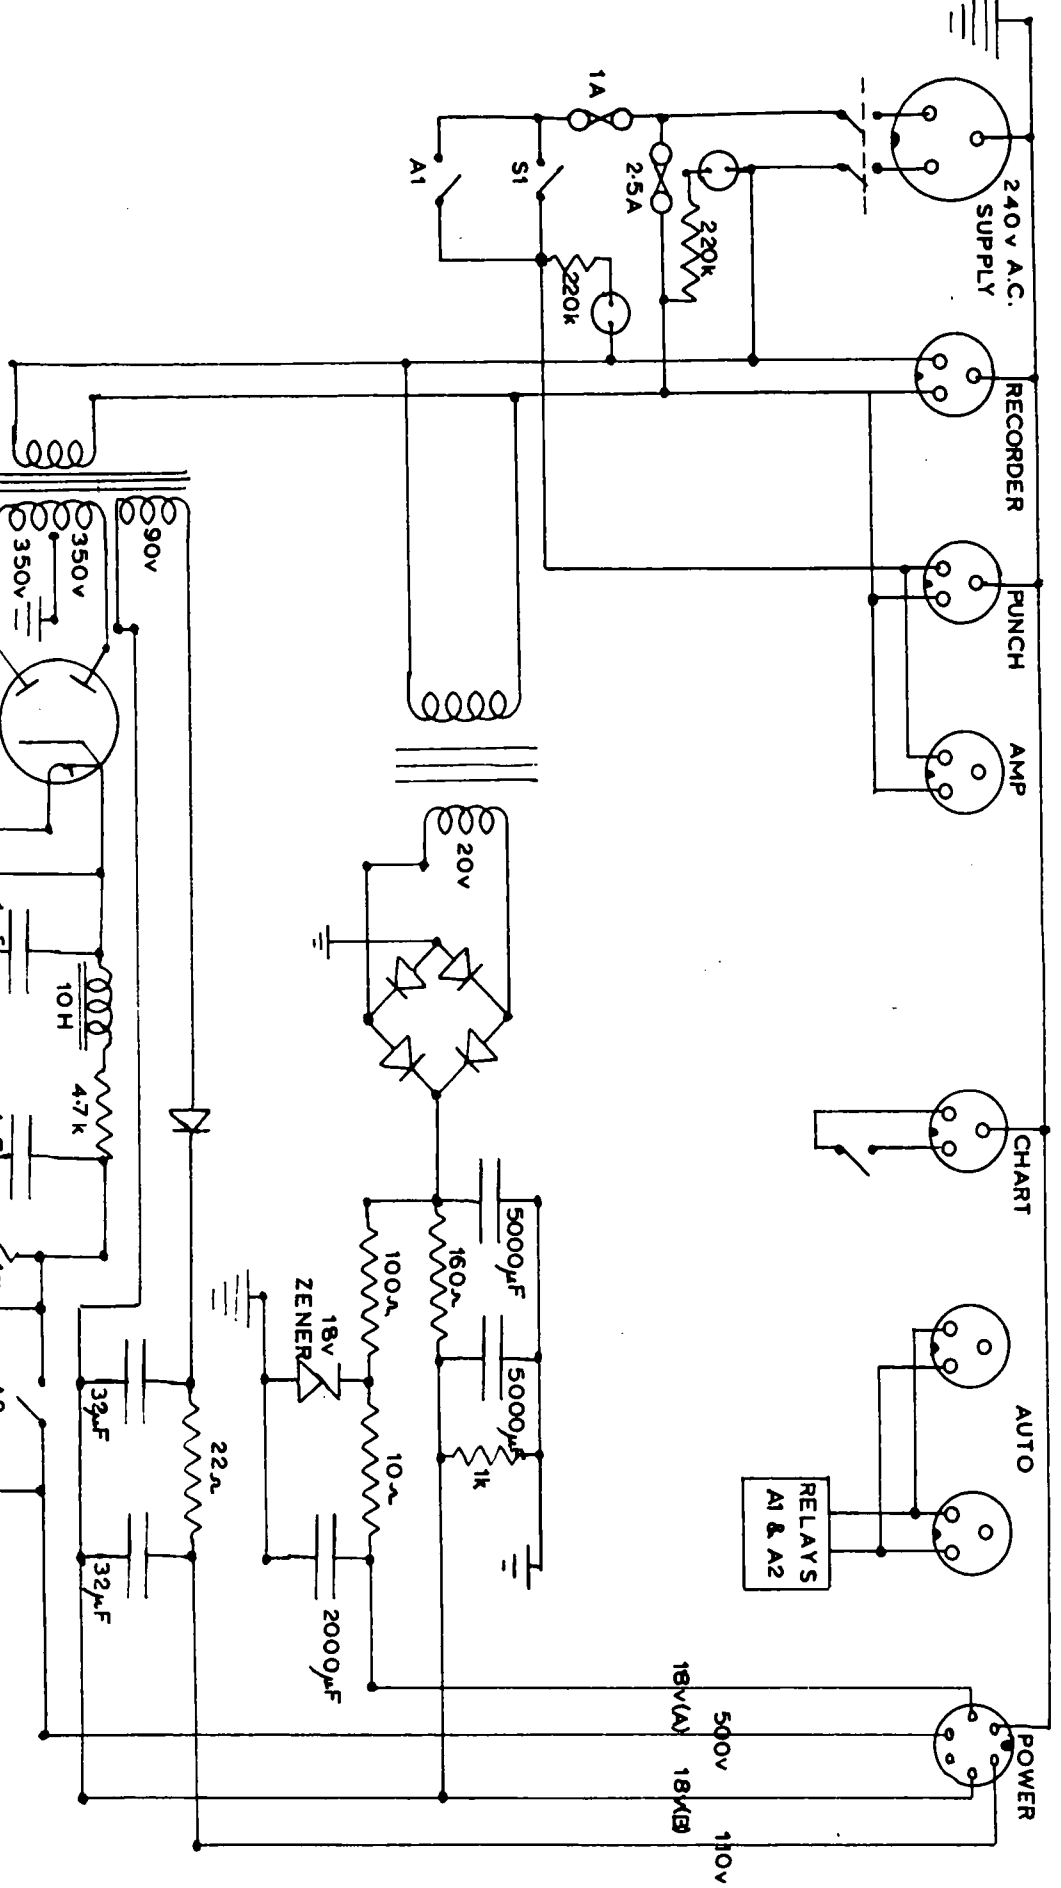 240v A.C.
SUPPLY
RECORDER
PUNCH
AMP
CHART
AUTO
POWER
1A
2·5A
220k
S1
A1
220k
RELAYS
A1 & A2
20v
5000µF
5000µF
160Ω
1k
100Ω
10Ω
18v
ZENER
2000µF
18v(A)
500v
18v(B)
110v
90v
350v
350v
10H
4.7k
22Ω
32µF
32µF